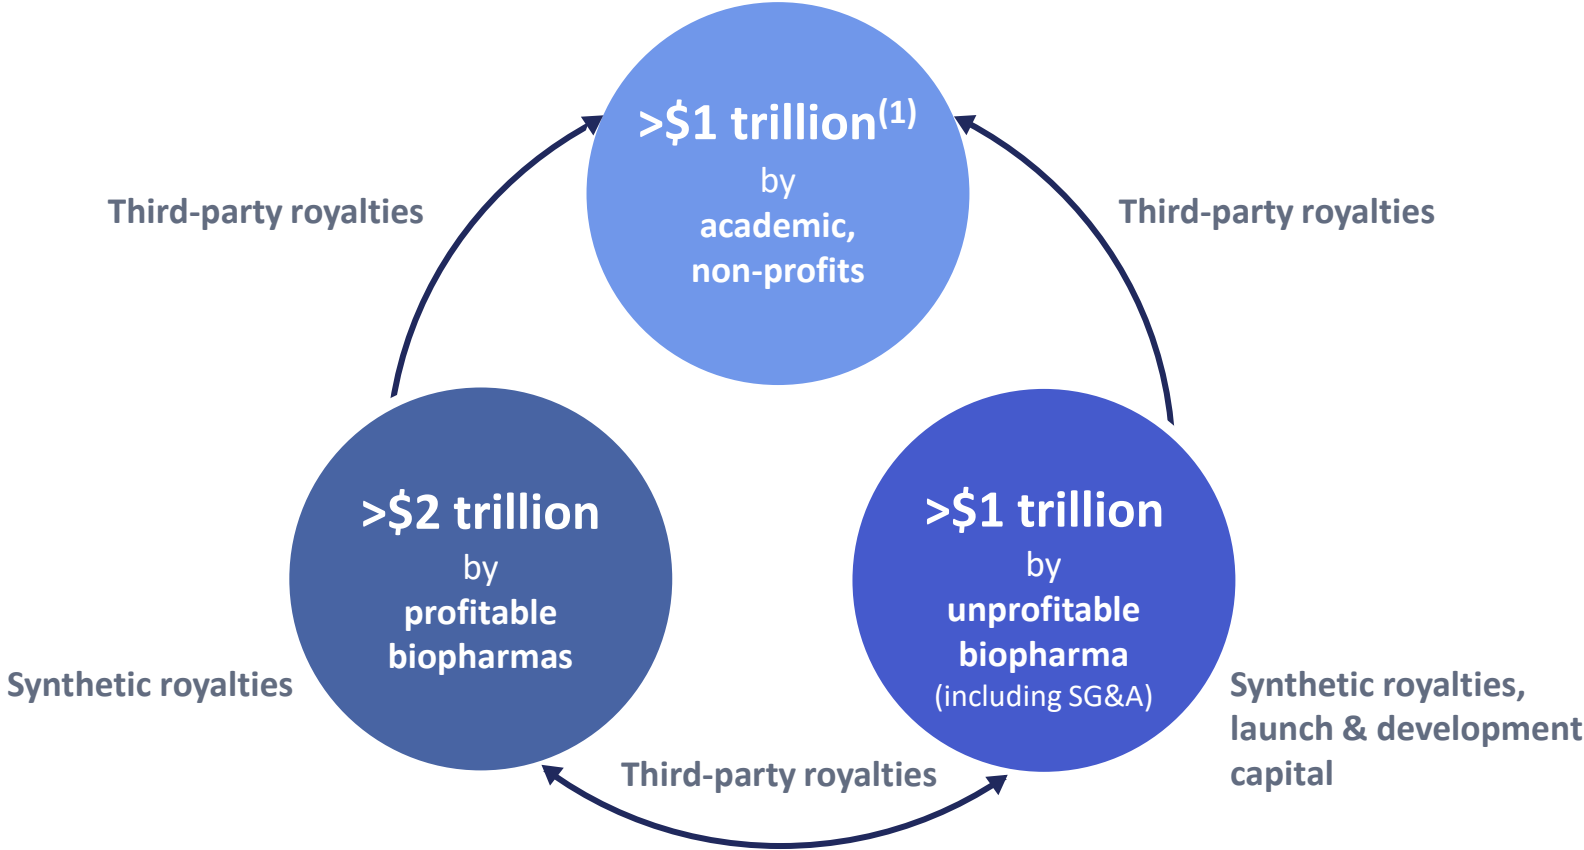 >$1 trillion(1)
by
academic,
non-profits
Third-party royalties
Third-party royalties
>$2 trillion
by
profitable
biopharmas
>$1 trillion
by
unprofitable
biopharma
(including SG&A)
Synthetic royalties
Synthetic royalties,
launch & development
capital
Third-party royalties